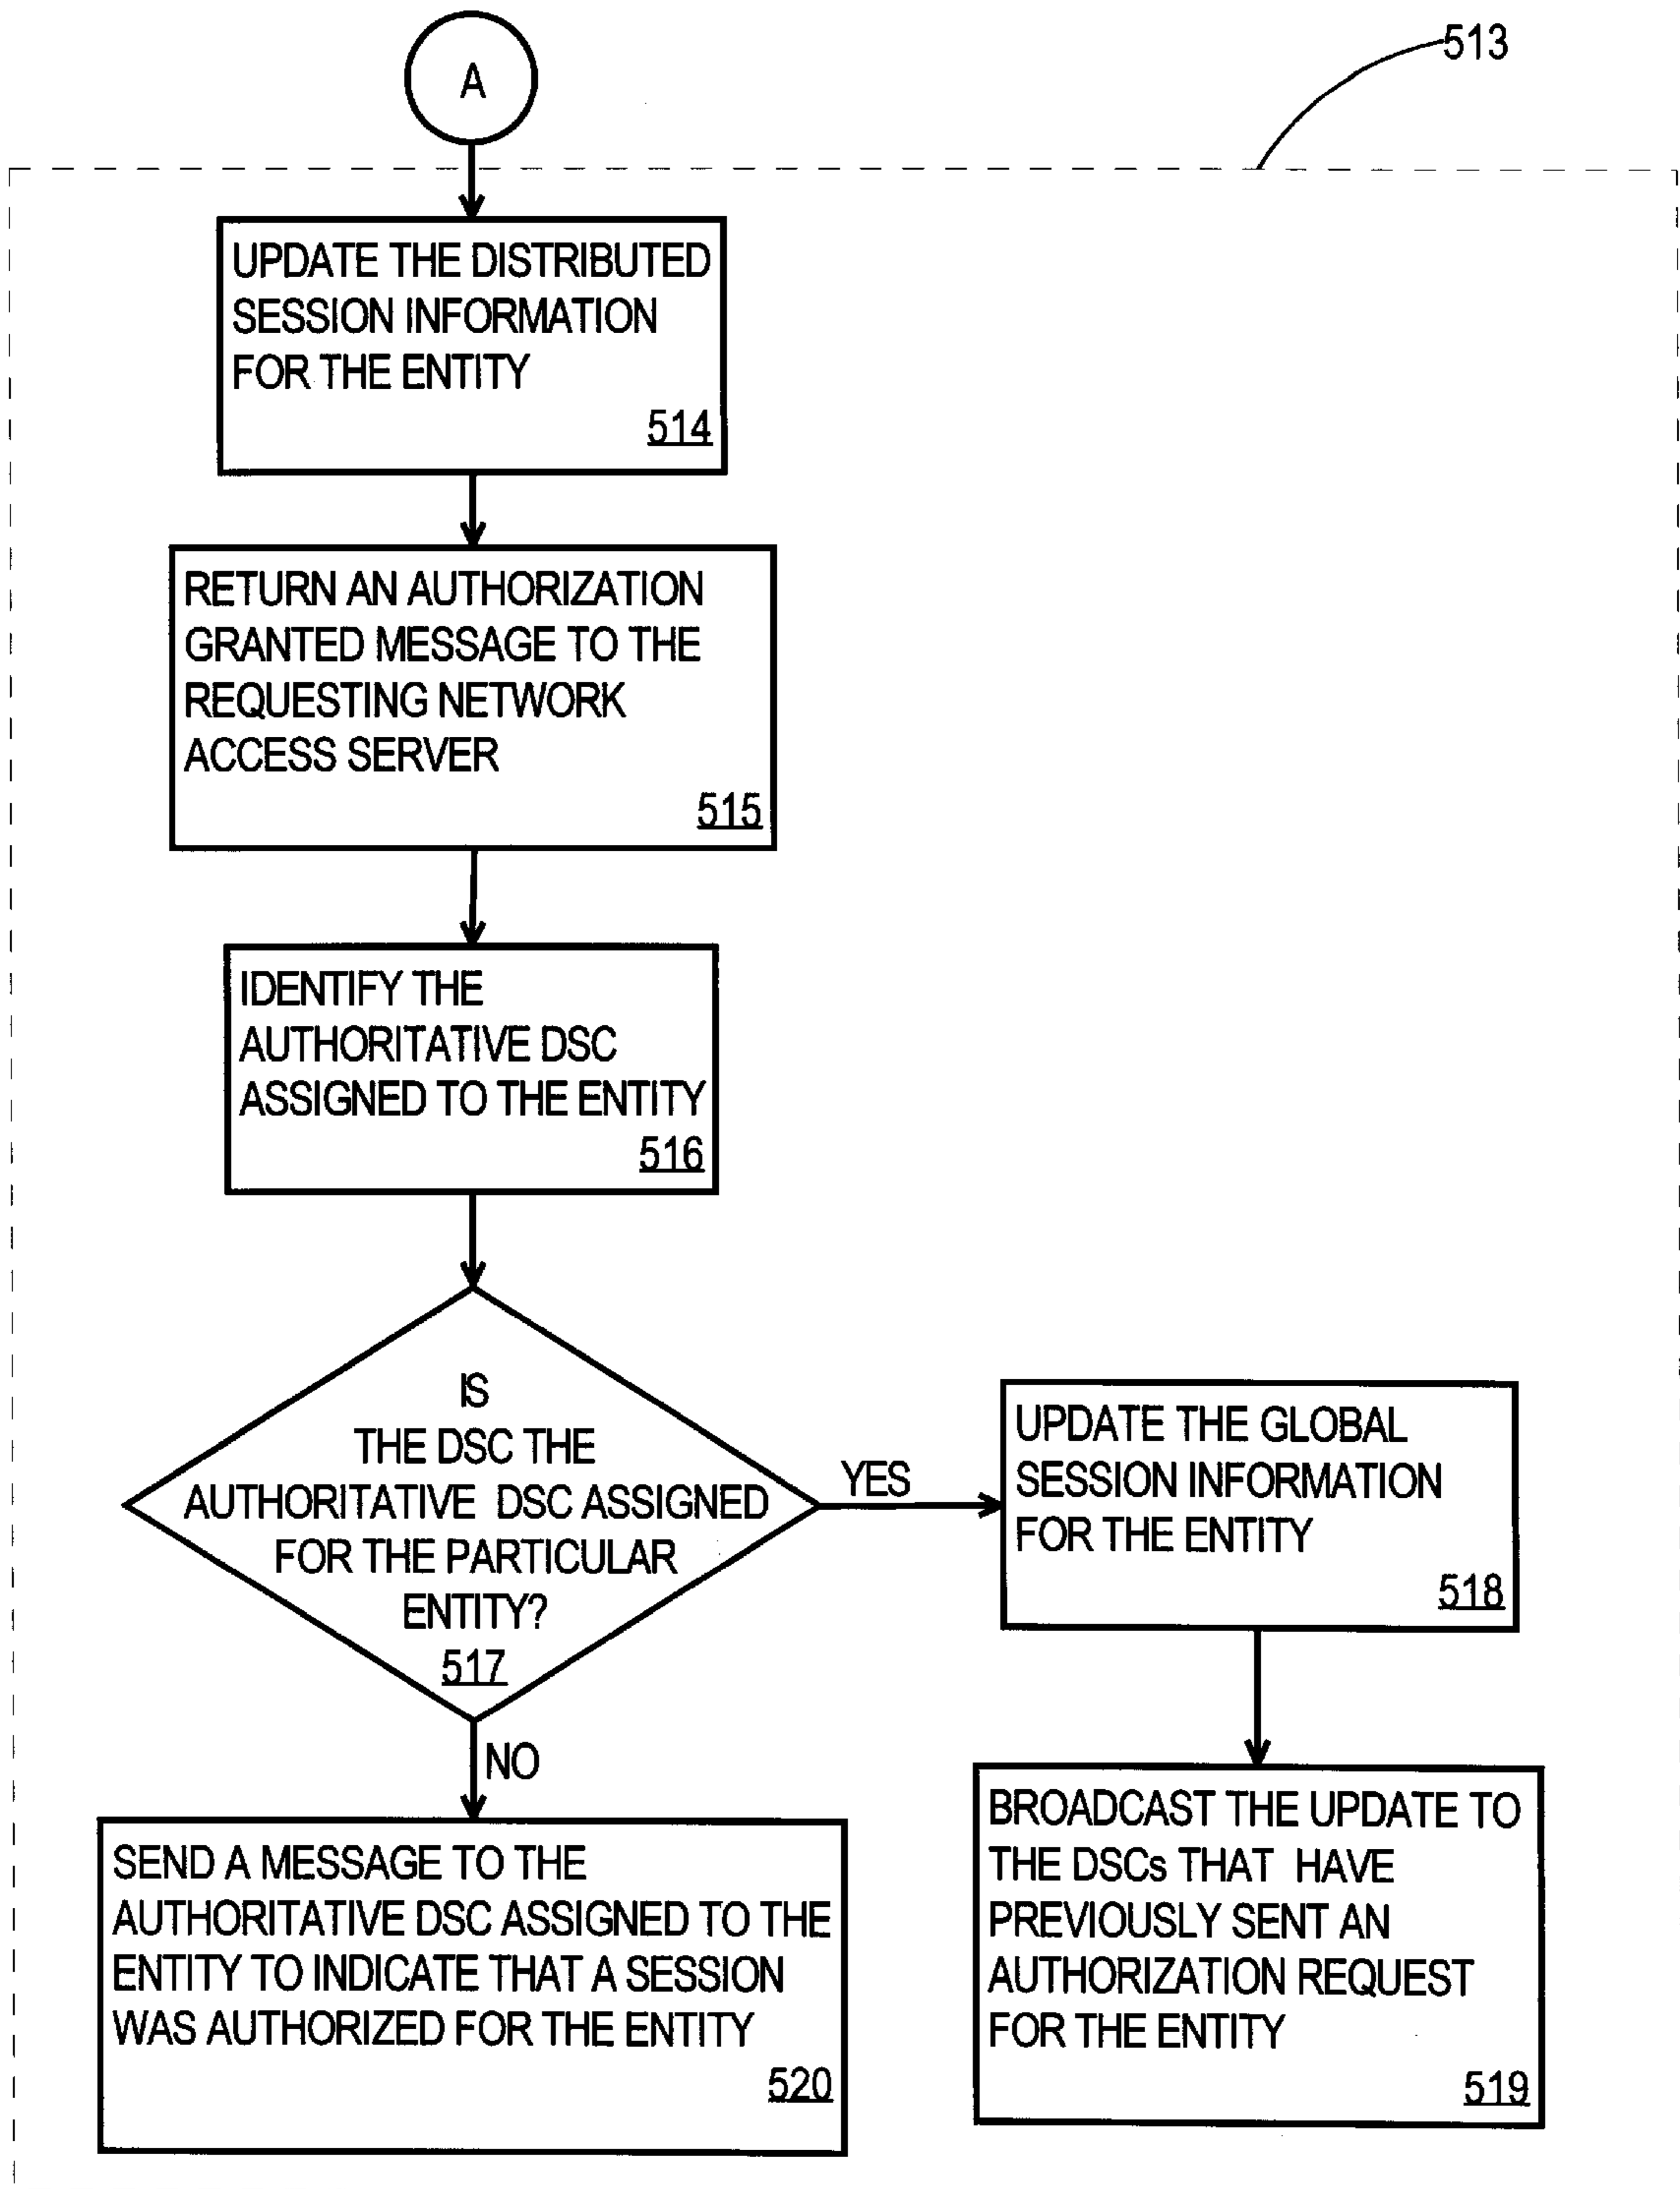 A
513
UPDATE THE DISTRIBUTED
SESSION INFORMATION
FOR THE ENTITY
514
RETURN AN AUTHORIZATION
GRANTED MESSAGE TO THE
REQUESTING NETWORK
ACCESS SERVER
515
IDENTIFY THE
AUTHORITATIVE DSC
ASSIGNED TO THE ENTITY
516
IS
THE DSC THE
AUTHORITATIVE DSC ASSIGNED
FOR THE PARTICULAR
ENTITY?
517
YES
UPDATE THE GLOBAL
SESSION INFORMATION
FOR THE ENTITY
518
NO
SEND A MESSAGE TO THE
AUTHORITATIVE DSC ASSIGNED TO THE
ENTITY TO INDICATE THAT A SESSION
WAS AUTHORIZED FOR THE ENTITY
520
BROADCAST THE UPDATE TO
THE DSCs THAT HAVE
PREVIOUSLY SENT AN
AUTHORIZATION REQUEST
FOR THE ENTITY
519